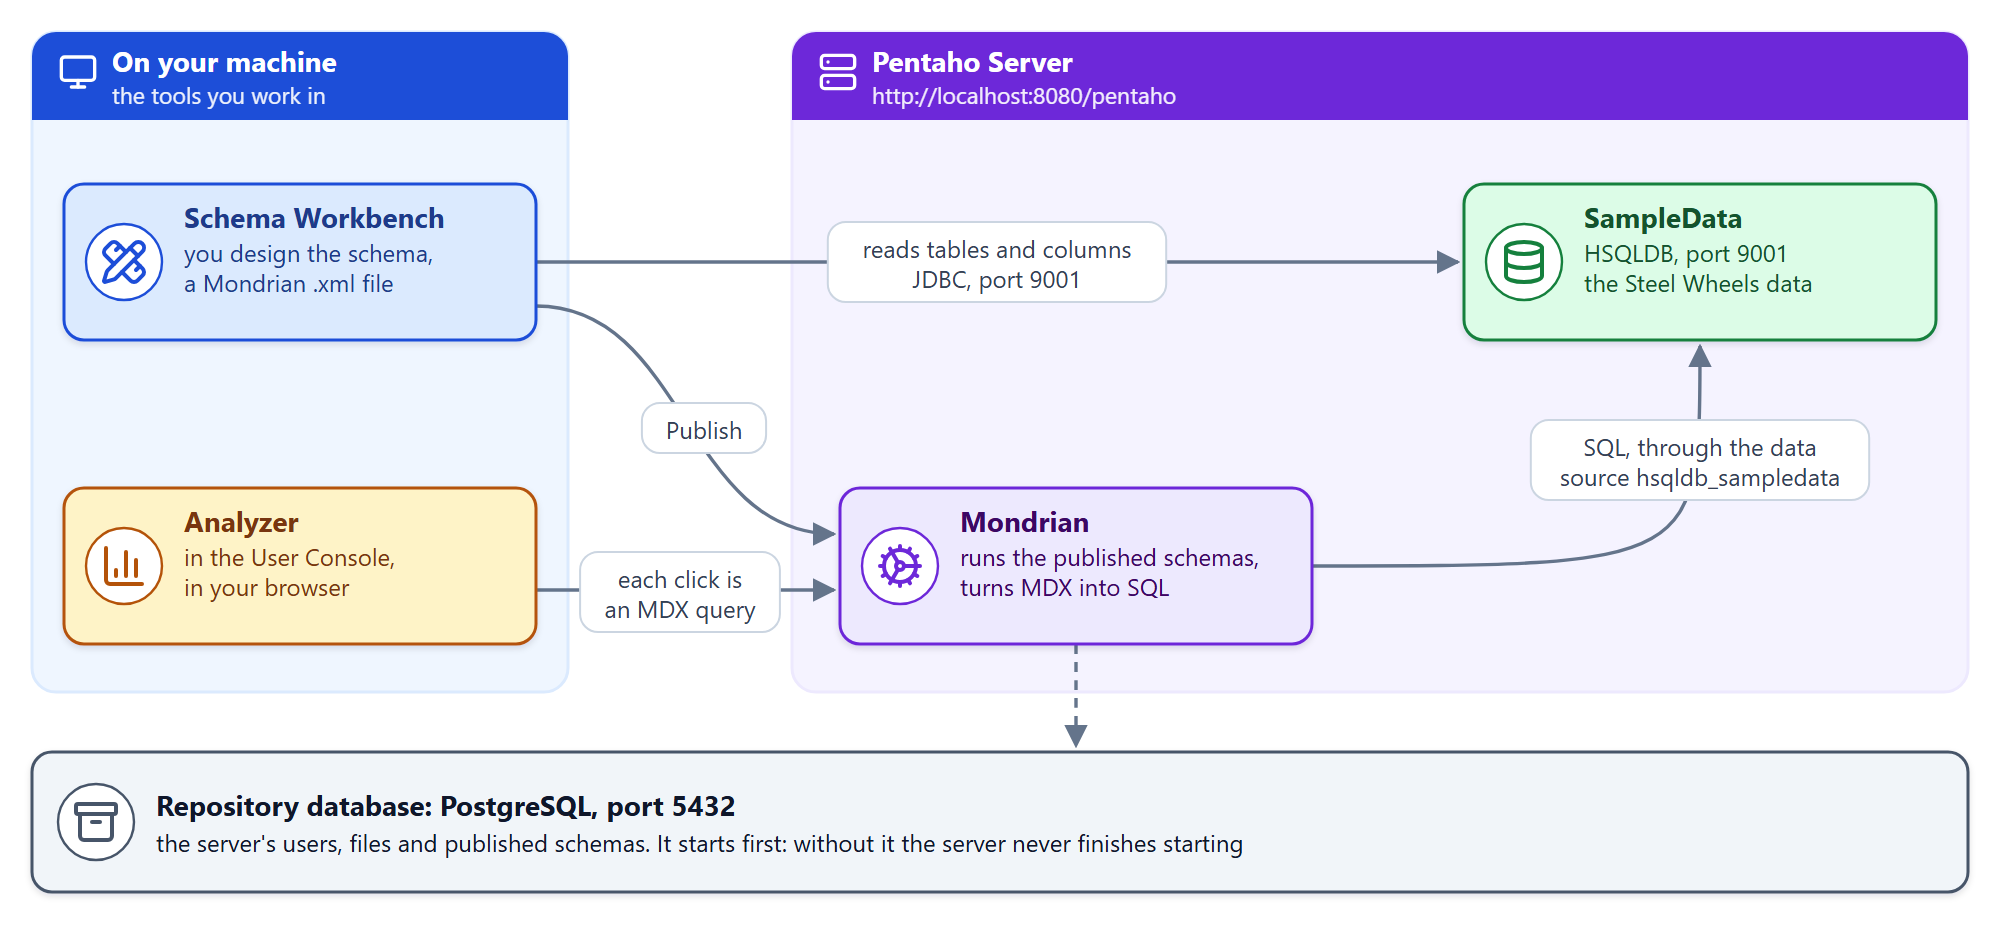 On your machine
the tools you work in
Pentaho Server
http://localhost:8080/pentaho
Schema Workbench
you design the schema,
a Mondrian .xml file
reads tables and columns
JDBC, port 9001
SampleData
HSQLDB, port 9001
the Steel Wheels data
Publish
SQL, through the data
source hsqldb_sampledata
Analyzer
in the User Console,
in your browser
each click is
an MDX query
Mondrian
runs the published schemas,
turns MDX into SQL
Repository database: PostgreSQL, port 5432
the server's users, files and published schemas. It starts first: without it the server never finishes starting